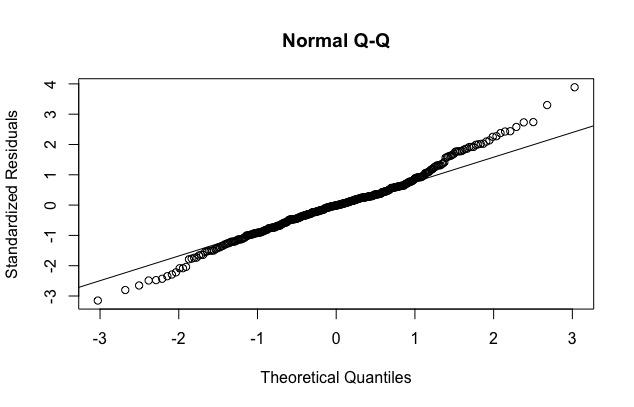 Normal Q-Q
Standardized Residuals
4
3
2
1
0
-1
-2
-3
-3 -2 -1 0 1 2 3
Theoretical Quantiles